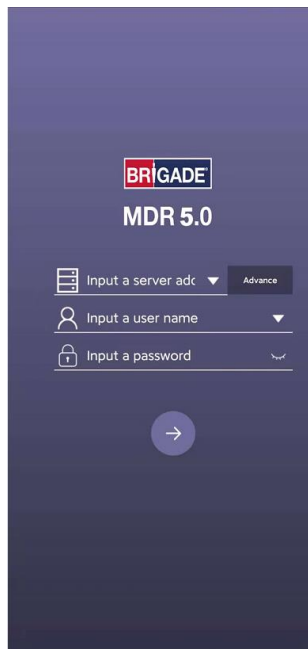 BRIGADE
MDR 5.0
Input a server adc
Advance
Input a user name
Input a password